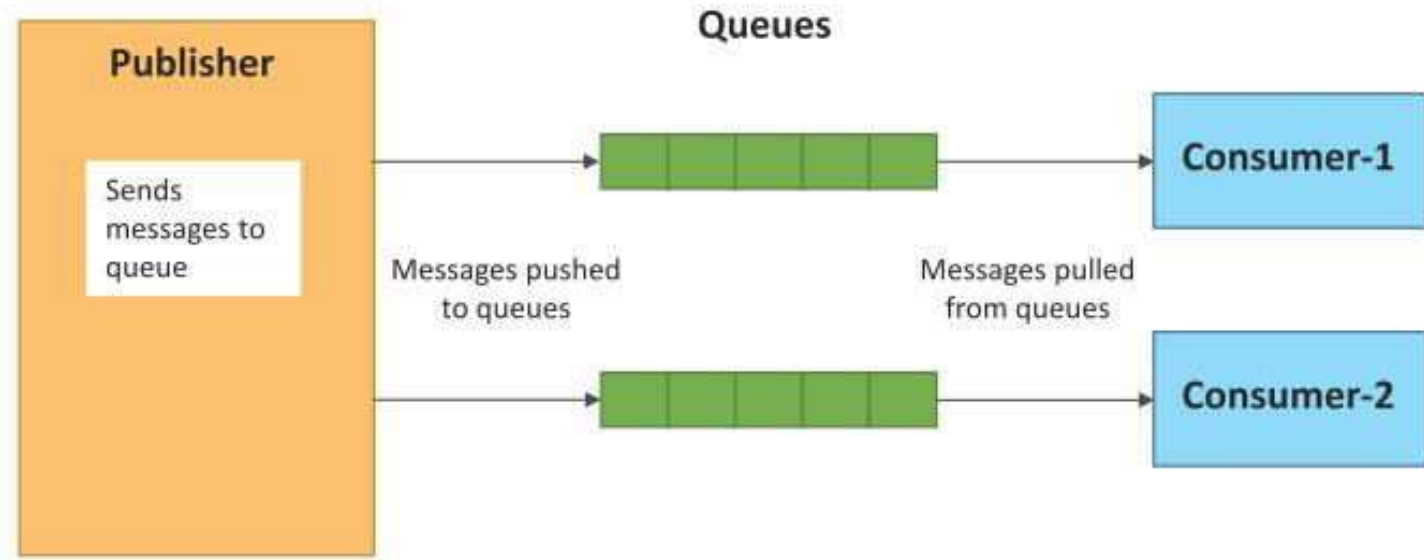 Queues
Publisher
Sends
messages to
queue
Messages pushed
to queues
Messages pulled
from queues
Consumer-1
Consumer-2